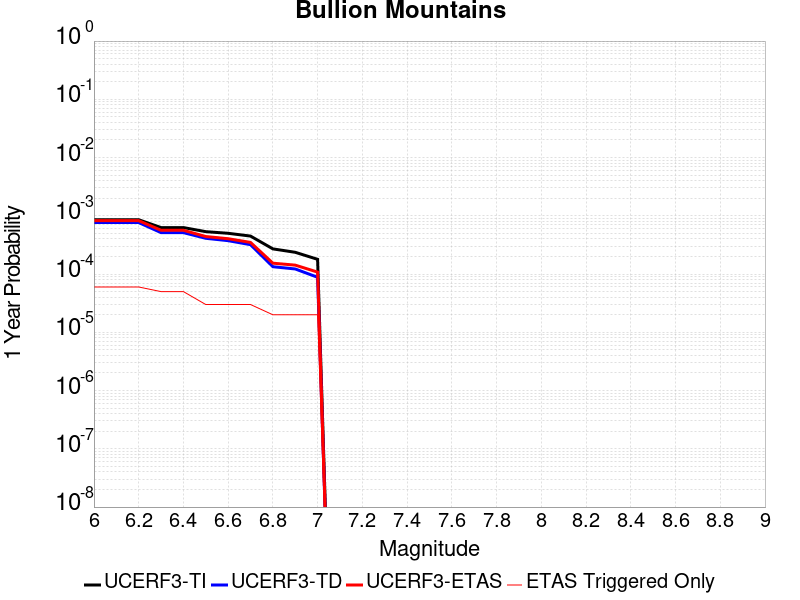 Bullion Mountains
1 Year Probability
10^0
10^-1
10^-2
10^-3
10^-4
10^-5
10^-6
10^-7
10^-8
6 6.2 6.4 6.6 6.8 7 7.2 7.4 7.6 7.8 8 8.2 8.4 8.6 8.8 9
Magnitude
UCERF3-TI UCERF3-TD UCERF3-ETAS ETAS Triggered Only